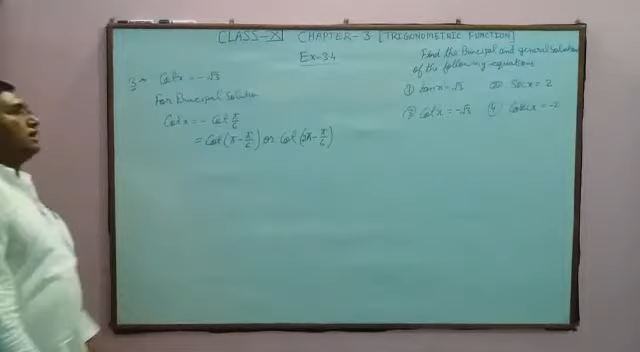 CLASS-XI CHAPTER-3 [TRIGONOMETRIC FUNCTION]
Ex-3.4
Find the Principal and general solution
of the following equations
① tan x = √3 ② Sec x = 2
③ Cot x = -√3 ④ Cosec x = -2
3→ Cot x = -√3
For Principal Solution
Cot x = - Cot π/6
= Cot (π - π/6) or Cot (2π - π/6)